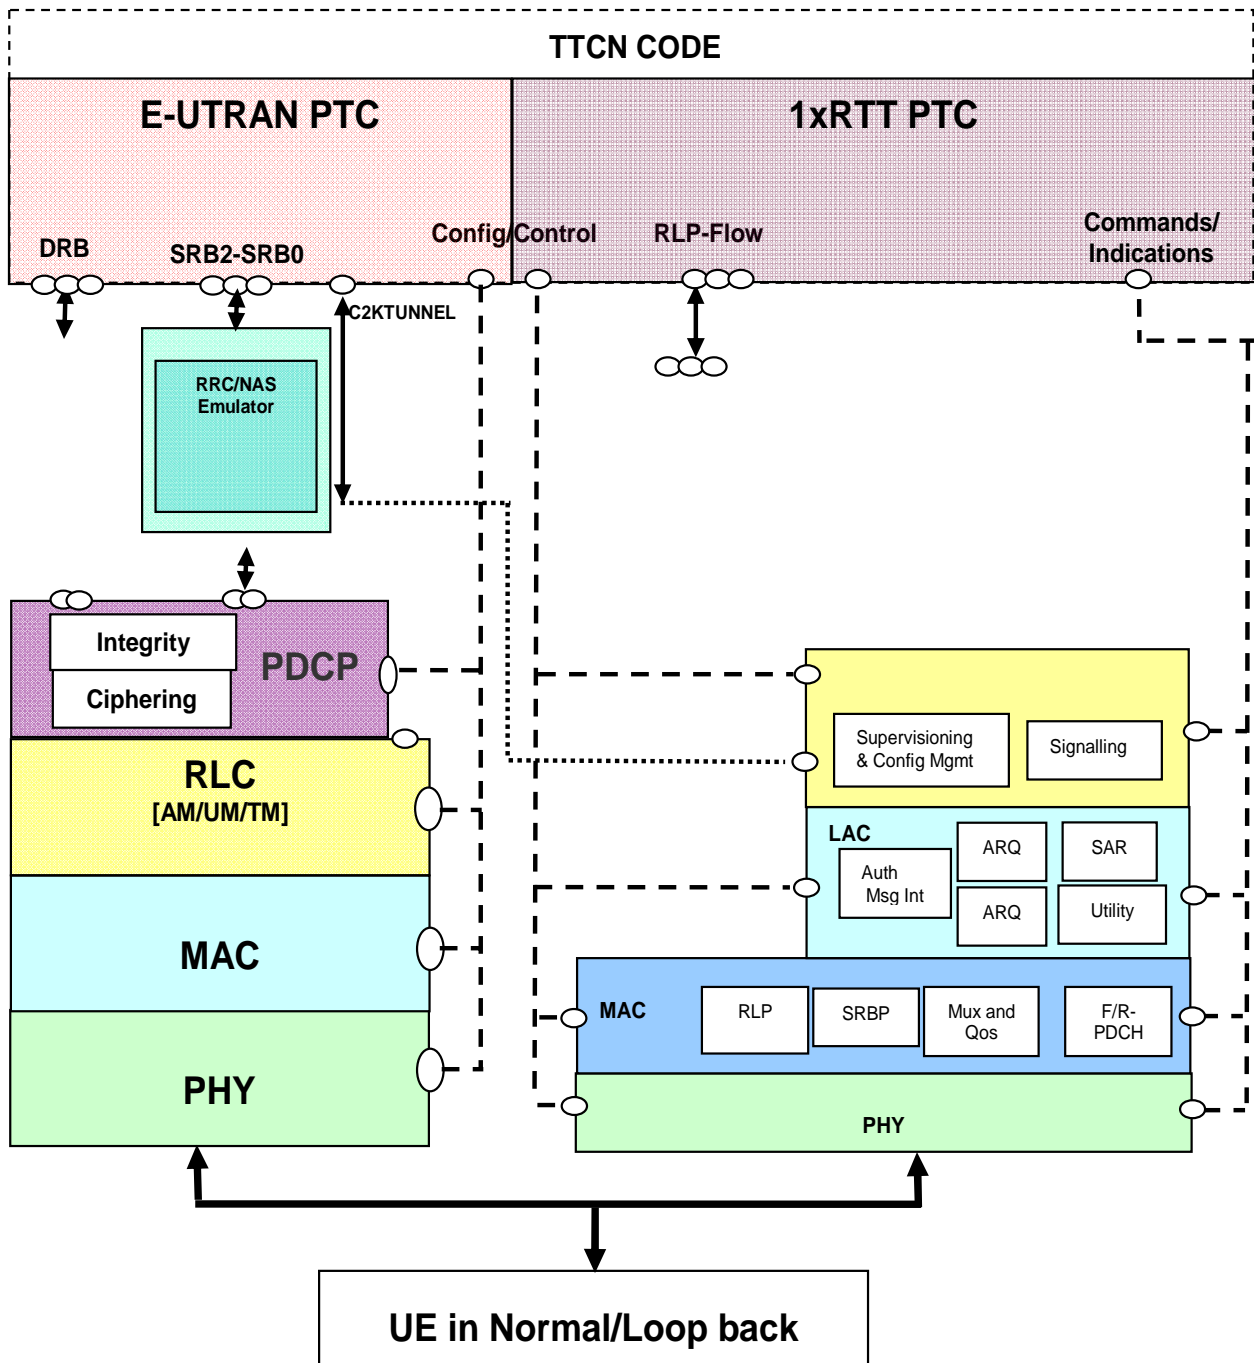 TTCN CODE
E-UTRAN PTC
1xRTT PTC
DRB
SRB2-SRB0
Config/Control
RLP-Flow
Commands/
Indications
C2KTUNNEL
RRC/NAS
Emulator
Integrity
Ciphering
PDCP
RLC
[AM/UM/TM]
MAC
PHY
Supervisioning
& Config Mgmt
Signalling
LAC
Auth
Msg Int
ARQ
SAR
ARQ
Utility
MAC
RLP
SRBP
Mux and
Qos
F/R-
PDCH
PHY
UE in Normal/Loop back